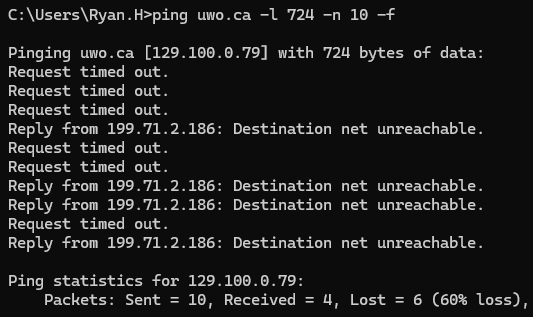 C:\Users\Ryan.H>ping uwo.ca -l 724 -n 10 -f
Pinging uwo.ca [129.100.0.79] with 724 bytes of data:
Request timed out.
Request timed out.
Request timed out.
Reply from 199.71.2.186: Destination net unreachable.
Request timed out.
Request timed out.
Reply from 199.71.2.186: Destination net unreachable.
Reply from 199.71.2.186: Destination net unreachable.
Request timed out.
Reply from 199.71.2.186: Destination net unreachable.
Ping statistics for 129.100.0.79:
    Packets: Sent = 10, Received = 4, Lost = 6 (60% loss),